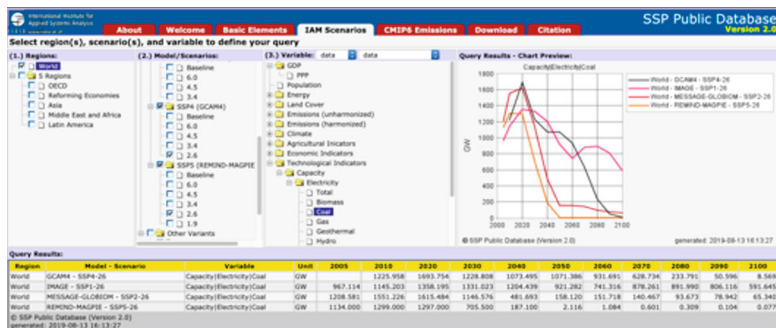 International Institute for
Applied Systems Analysis
SSP Public Database
Version 2.0
About Welcome Basic Elements IAM Scenarios CMIP6 Emissions Download Citation
Select region(s), scenario(s), and variable to define your query
(1.) Regions:
World
5 Regions
OECD
Reforming Economies
Asia
Middle East and Africa
Latin America
(2.) Model/Scenarios:
Baseline
6.0
4.5
3.4
SSP4 (GCAM4)
Baseline
6.0
4.5
3.4
2.6
SSP5 (REMIND-MAGPIE
Baseline
6.0
4.5
3.4
2.6
1.9
Other Variants
(3.) Variable: data data
GDP
PPP
Population
Energy
Land Cover
Emissions (unharmonized)
Emissions (harmonized)
Climate
Agricultural Inicators
Economic Indicators
Technological Indicators
Capacity
Electricity
Total
Biomass
Coal
Gas
Geothermal
Hydro
Query Results - Chart Preview:
Capacity|Electricity|Coal
World - GCAM4 - SSP4-26
World - IMAGE - SSP1-26
World - MESSAGE-GLOBIOM - SSP2-26
World - REMIND-MAGPIE - SSP5-26
GW
1800
1600
1400
1200
1000
800
600
400
200
0
2000 2020 2040 2060 2080 2100
© SSP Public Database (Version 2.0) generated: 2019-08-13 16:13:27
Query Results:
Region Model - Scenario Variable Unit 2005 2010 2020 2030 2040 2050 2060 2070 2080 2090 2100
World GCAM4 - SSP4-26 Capacity|Electricity|Coal GW 1225.958 1693.754 1228.808 1073.495 1071.386 931.691 628.734 233.791 50.596 8.504
World IMAGE - SSP1-26 Capacity|Electricity|Coal GW 967.114 1145.203 1358.195 1331.023 1204.439 921.282 741.316 878.261 891.990 806.116 591.645
World MESSAGE-GLOBIOM - SSP2-26 Capacity|Electricity|Coal GW 1208.581 1551.226 1615.484 1146.576 481.693 158.120 151.718 140.467 93.673 78.942 65.340
World REMIND-MAGPIE - SSP5-26 Capacity|Electricity|Coal GW 1134.000 1299.000 1297.000 705.500 187.100 2.116 1.084 0.601 0.309 0.104 0.077
© SSP Public Database (Version 2.0)
generated: 2019-08-13 16:13:27